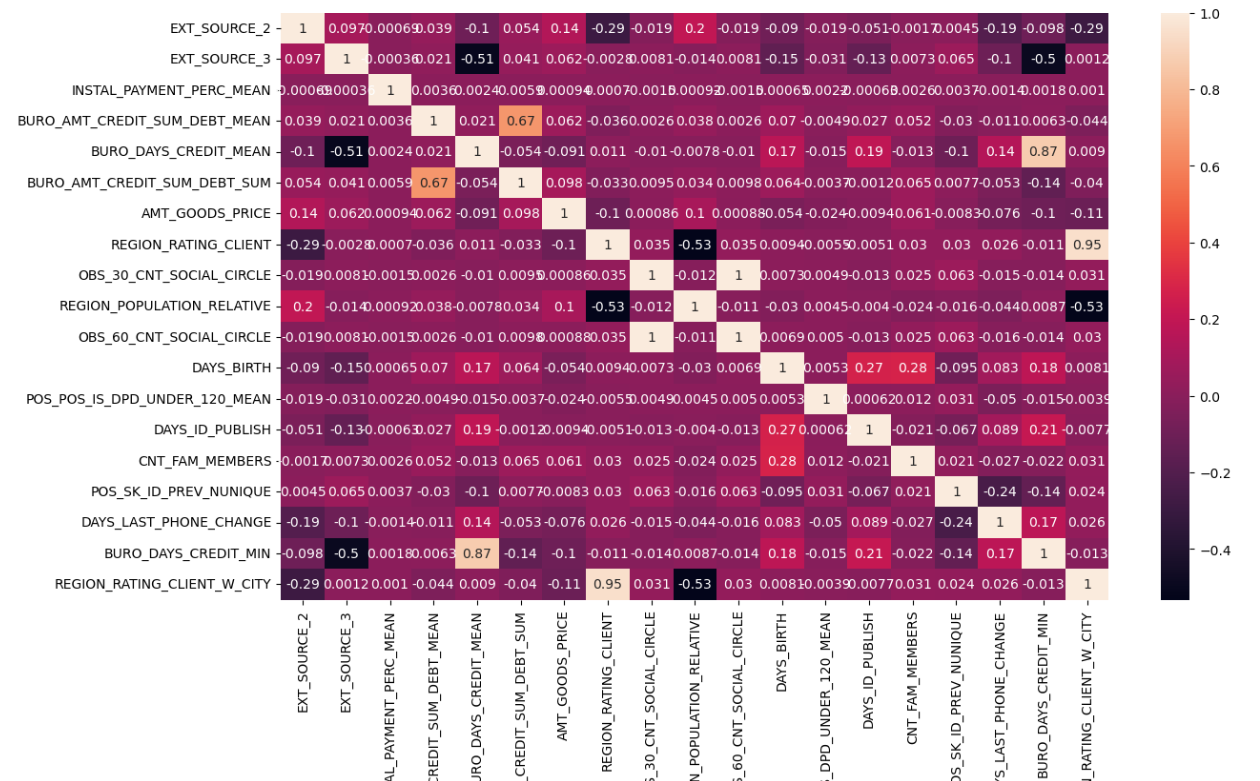 EXT_SOURCE_2 1 0.097 -0.00069 0.039 -0.1 0.054 0.14 -0.29 -0.019 0.2 -0.019 -0.09 -0.019 -0.051 -0.0017 0.0045 -0.19 -0.098 -0.29
EXT_SOURCE_3 0.097 1 0.021 -0.51 0.041 0.062 -0.0028 0.0081 -0.014 0.0081 -0.15 -0.031 -0.13 0.0073 0.065 -0.1 -0.5 0.0012
INSTAL_PAYMENT_PERC_MEAN 1 0.0036 0.0024 0.0059 0.001
BURO_AMT_CREDIT_SUM_DEBT_MEAN 0.039 0.021 0.0036 1 0.021 0.67 0.062 -0.036 0.0026 0.038 0.0026 0.07 -0.0049 0.027 0.052 -0.03 -0.011 0.0063 -0.044
BURO_DAYS_CREDIT_MEAN -0.1 -0.51 0.0024 0.021 1 -0.054 -0.091 0.011 -0.01 -0.0078 -0.01 0.17 -0.015 0.19 -0.013 -0.1 0.14 0.87 0.009
BURO_AMT_CREDIT_SUM_DEBT_SUM 0.054 0.041 0.0059 0.67 -0.054 1 0.098 -0.033 0.0095 0.034 0.0098 0.064 -0.0037 -0.0012 0.065 0.0077 -0.053 -0.14 -0.04
AMT_GOODS_PRICE 0.14 0.062 0.00094 0.062 -0.091 0.098 1 -0.1 0.00086 0.1 0.00088 -0.054 -0.024 -0.0094 0.061 -0.0083 -0.076 -0.1 -0.11
REGION_RATING_CLIENT -0.29 -0.0028 0.0007 -0.036 0.011 -0.033 -0.1 1 0.035 -0.53 0.035 0.0094 -0.0055 -0.0051 0.03 0.03 0.026 -0.011 0.95
OBS_30_CNT_SOCIAL_CIRCLE -0.019 0.0081 -0.0015 0.0026 -0.01 0.0095 0.00086 0.035 1 -0.012 1 0.0073 0.0049 -0.013 0.025 0.063 -0.015 -0.014 0.031
REGION_POPULATION_RELATIVE 0.2 -0.014 0.00092 0.038 -0.0078 0.034 0.1 -0.53 -0.012 1 -0.011 -0.03 0.0045 -0.004 -0.024 -0.016 -0.044 0.0087 -0.53
OBS_60_CNT_SOCIAL_CIRCLE -0.019 0.0081 -0.0015 0.0026 -0.01 0.0098 0.00088 0.035 1 -0.011 1 0.0069 0.005 -0.013 0.025 0.063 -0.016 -0.014 0.03
DAYS_BIRTH -0.09 -0.15 0.00065 0.07 0.17 0.064 -0.054 0.0094 0.0073 -0.03 0.0069 1 0.0053 0.27 0.28 -0.095 0.083 0.18 0.0081
POS_POS_IS_DPD_UNDER_120_MEAN -0.019 -0.031 0.0022 -0.0049 -0.015 -0.0037 -0.024 -0.0055 0.0049 0.0045 0.005 0.0053 1 0.00062 0.012 0.031 -0.05 -0.015 -0.0039
DAYS_ID_PUBLISH -0.051 -0.13 -0.00063 0.027 0.19 -0.0012 -0.0094 -0.0051 -0.013 -0.004 -0.013 0.27 0.00062 1 -0.021 -0.067 0.089 0.21 -0.0077
CNT_FAM_MEMBERS -0.0017 0.0073 0.0026 0.052 -0.013 0.065 0.061 0.03 0.025 -0.024 0.025 0.28 0.012 -0.021 1 0.021 -0.027 -0.022 0.031
POS_SK_ID_PREV_NUNIQUE 0.0045 0.065 0.0037 -0.03 -0.1 0.0077 -0.0083 0.03 0.063 -0.016 0.063 -0.095 0.031 -0.067 0.021 1 -0.24 -0.14 0.024
DAYS_LAST_PHONE_CHANGE -0.19 -0.1 -0.0014 -0.011 0.14 -0.053 -0.076 0.026 -0.015 -0.044 -0.016 0.083 -0.05 0.089 -0.027 -0.24 1 0.17 0.026
BURO_DAYS_CREDIT_MIN -0.098 -0.5 0.0018 0.0063 0.87 -0.14 -0.1 -0.011 -0.014 0.0087 -0.014 0.18 -0.015 0.21 -0.022 -0.14 0.17 1 -0.013
REGION_RATING_CLIENT_W_CITY -0.29 0.0012 0.001 -0.044 0.009 -0.04 -0.11 0.95 0.031 -0.53 0.03 0.0081 -0.0039 -0.0077 0.031 0.024 0.026 -0.013 1
EXT_SOURCE_2
EXT_SOURCE_3
AL_PAYMENT_PERC_MEAN
CREDIT_SUM_DEBT_MEAN
URO_DAYS_CREDIT_MEAN
_CREDIT_SUM_DEBT_SUM
AMT_GOODS_PRICE
REGION_RATING_CLIENT
S_30_CNT_SOCIAL_CIRCLE
N_POPULATION_RELATIVE
S_60_CNT_SOCIAL_CIRCLE
DAYS_BIRTH
S_DPD_UNDER_120_MEAN
DAYS_ID_PUBLISH
CNT_FAM_MEMBERS
OS_SK_ID_PREV_NUNIQUE
YS_LAST_PHONE_CHANGE
BURO_DAYS_CREDIT_MIN
N_RATING_CLIENT_W_CITY
1.0
0.8
0.6
0.4
0.2
0.0
−0.2
−0.4